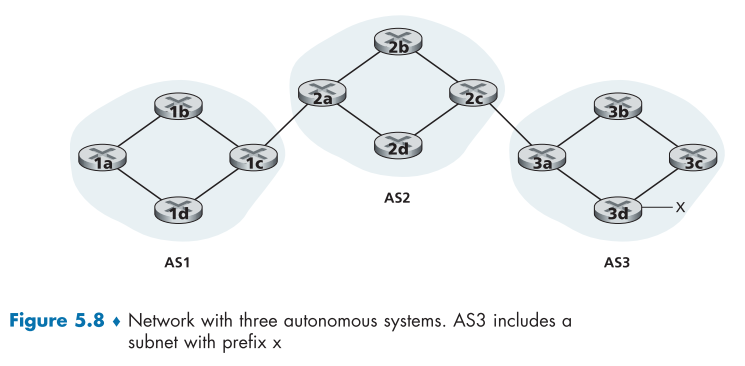 2b
2a
2c
1b
3b
2d
1a
1c
3a
3c
AS2
1d
3d
X
AS1
AS3
Figure 5.8 ♦ Network with three autonomous systems. AS3 includes a
subnet with prefix x